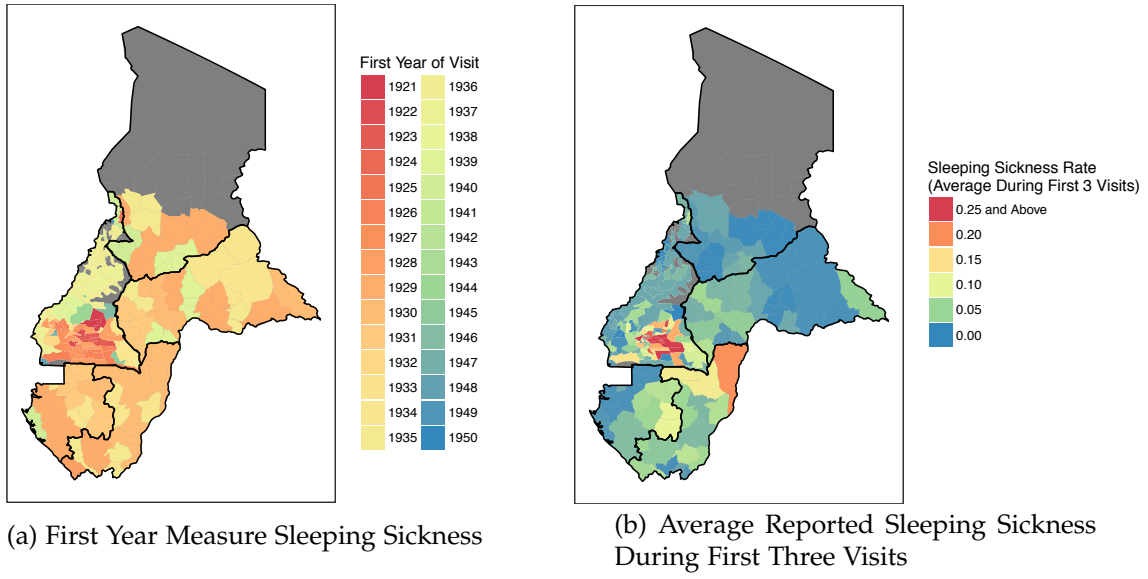 First Year of Visit
1921 1936
1922 1937
1923 1938
1924 1939
1925 1940
1926 1941
1927 1942
1928 1943
1929 1944
1930 1945
1931 1946
1932 1947
1933 1948
1934 1949
1935 1950
(a) First Year Measure Sleeping Sickness
Sleeping Sickness Rate
(Average During First 3 Visits)
0.25 and Above
0.20
0.15
0.10
0.05
0.00
(b) Average Reported Sleeping Sickness
During First Three Visits